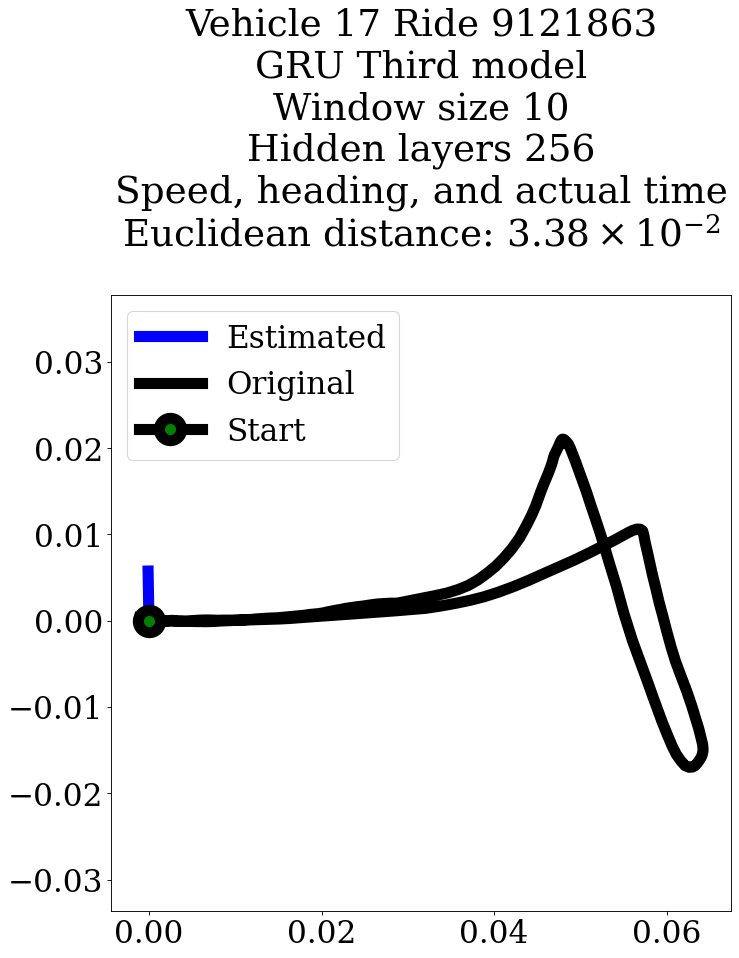 Vehicle 17 Ride 9121863
GRU Third model
Window size 10
Hidden layers 256
Speed, heading, and actual time
Euclidean distance: 3.38 × 10⁻²
Estimated
Original
Start
0.03
0.02
0.01
0.00
−0.01
−0.02
−0.03
0.00 0.02 0.04 0.06